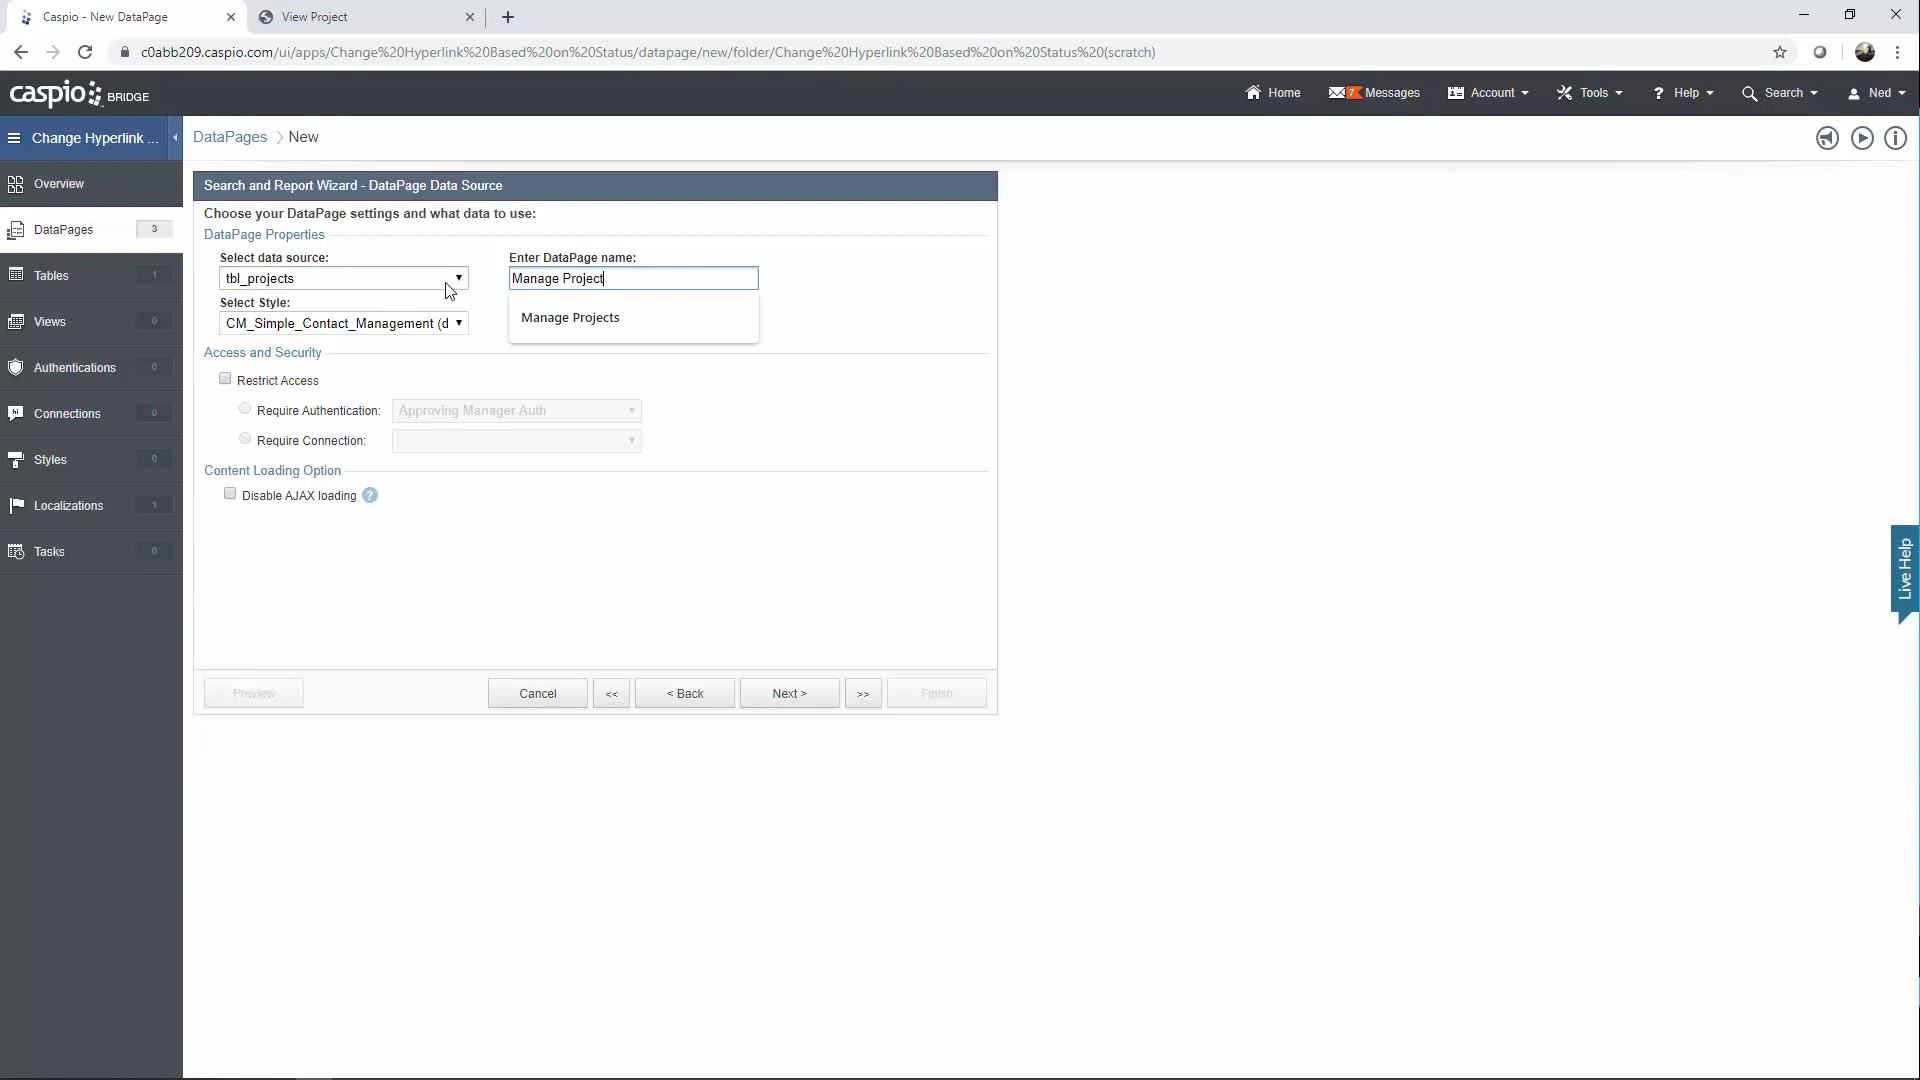 Caspio - New DataPage
View Project
c0abb209.caspio.com/ui/apps/Change%20Hyperlink%20Based%20on%20Status/datapage/new/folder/Change%20Hyperlink%20Based%20on%20Status%20(scratch)
caspio BRIDGE
Home
7 Messages
Account
Tools
? Help
Search
Ned
Change Hyperlink ...
DataPages > New
Overview
DataPages 3
Tables 1
Views 0
Authentications 0
Connections 0
Styles 0
Localizations 1
Tasks 0
Search and Report Wizard - DataPage Data Source
Choose your DataPage settings and what data to use:
DataPage Properties
Select data source:
Enter DataPage name:
tbl_projects
Manage Project
Select Style:
Manage Projects
CM_Simple_Contact_Management (d
Access and Security
Restrict Access
Require Authentication: Approving Manager Auth
Require Connection:
Content Loading Option
Disable AJAX loading ?
Preview
Cancel
<<
< Back
Next >
>>
Finish
Live Help